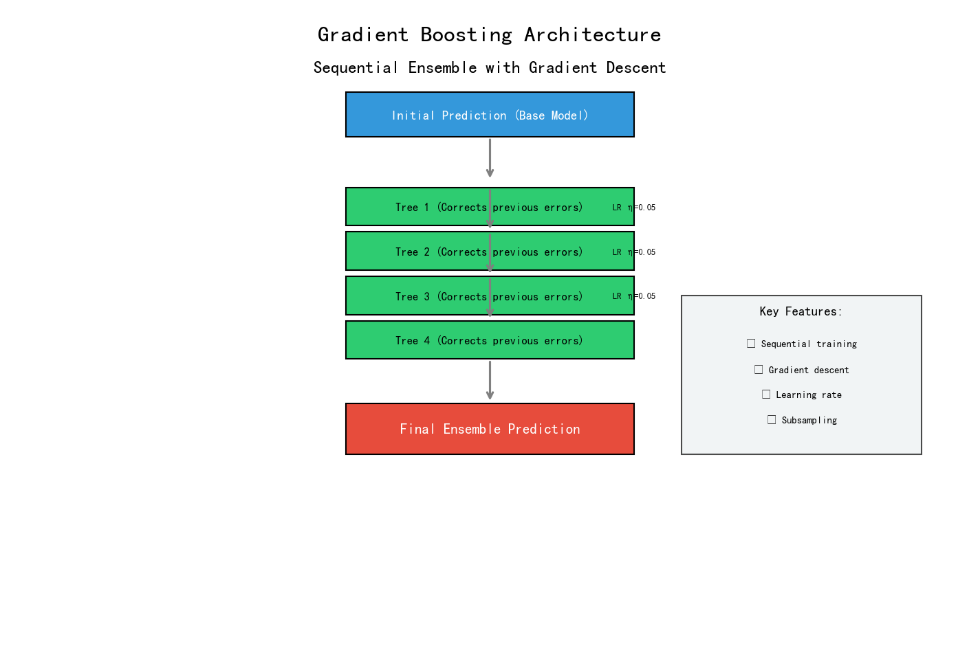 Gradient Boosting Architecture
Sequential Ensemble with Gradient Descent
Initial Prediction (Base Model)
Tree 1 (Corrects previous errors) LR η=0.05
Tree 2 (Corrects previous errors) LR η=0.05
Tree 3 (Corrects previous errors) LR η=0.05
Tree 4 (Corrects previous errors)
Final Ensemble Prediction
Key Features:
□ Sequential training
□ Gradient descent
□ Learning rate
□ Subsampling